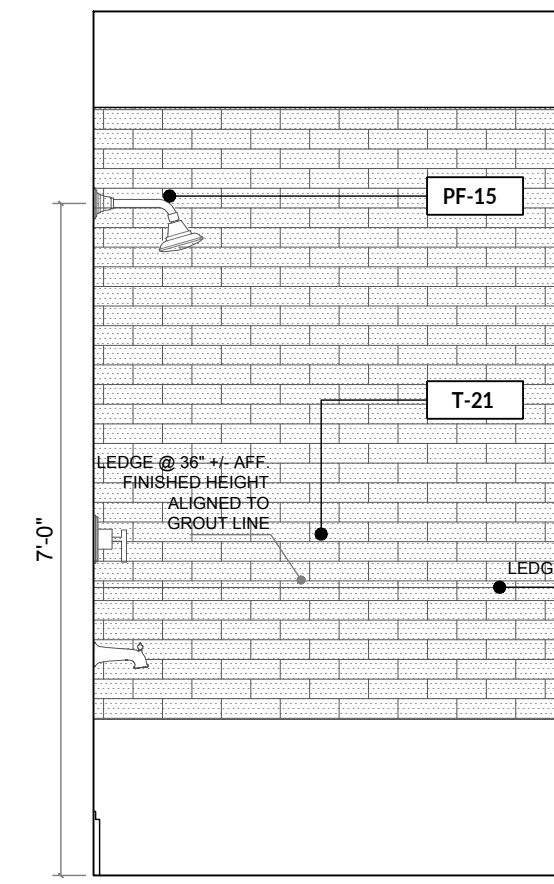 PF-15
T-21
LEDGE @ 36" +/- AFF.
FINISHED HEIGHT
ALIGNED TO
GROUT LINE
7'-0"
LEDG